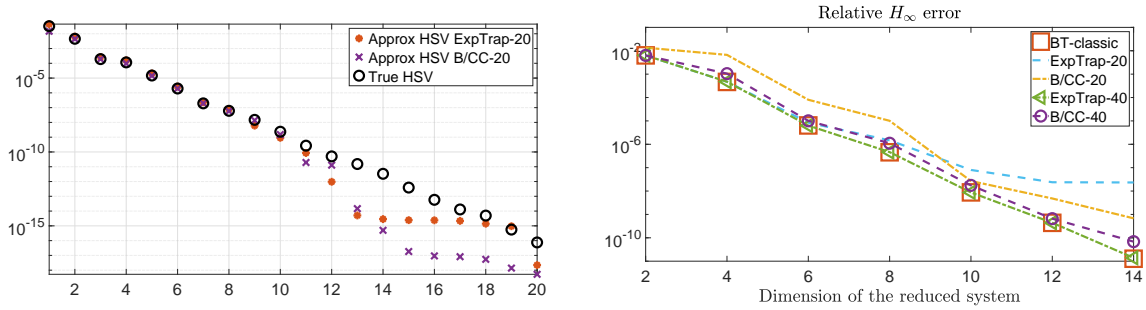 Approx HSV ExpTrap-20
Approx HSV B/CC-20
True HSV
10^-5
10^-10
10^-15
2 4 6 8 10 12 14 16 18 20
Relative H∞ error
BT-classic
ExpTrap-20
B/CC-20
ExpTrap-40
B/CC-40
10^-2
10^-6
10^-10
2 4 6 8 10 12 14
Dimension of the reduced system